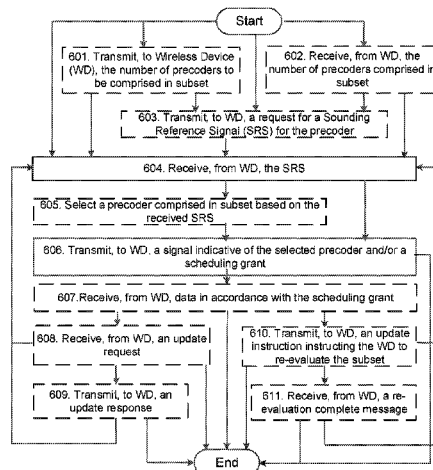 Start
601. Transmit, to Wireless Device
(WD), the number of precoders to
be comprised in subset
602. Receive, from WD, the
number of precoders comprised in
subset
603. Transmit, to WD, a request for a Sounding
Reference Signal (SRS) for the precoder
604. Receive, from WD, the SRS
605. Select a precoder comprised in subset based on the
received SRS
606. Transmit, to WD, a signal indicative of the selected precoder and/or a
scheduling grant
607.Receive, from WD, data in accordance with the scheduling grant
608. Receive, from WD, an update
request
610. Transmit, to WD, an update
instruction instructing the WD to
re-evaluate the subset
609. Transmit, to WD, an
update response
611. Receive, from WD, a re-
evaluation complete message
End